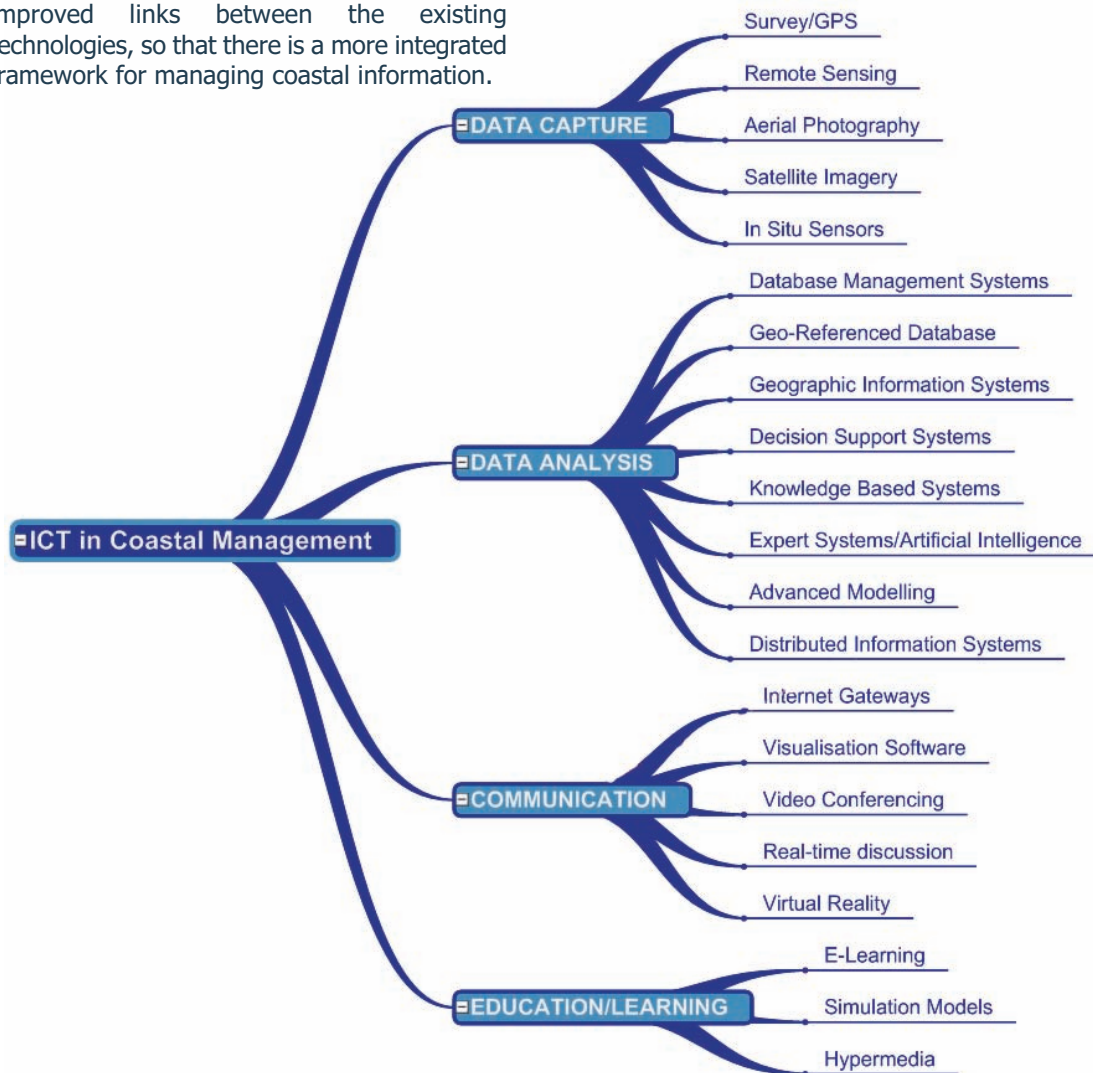 improved links between the existing
technologies, so that there is a more integrated
framework for managing coastal information.
ICT in Coastal Management
DATA CAPTURE
Survey/GPS
Remote Sensing
Aerial Photography
Satellite Imagery
In Situ Sensors
DATA ANALYSIS
Database Management Systems
Geo-Referenced Database
Geographic Information Systems
Decision Support Systems
Knowledge Based Systems
Expert Systems/Artificial Intelligence
Advanced Modelling
Distributed Information Systems
COMMUNICATION
Internet Gateways
Visualisation Software
Video Conferencing
Real-time discussion
Virtual Reality
EDUCATION/LEARNING
E-Learning
Simulation Models
Hypermedia